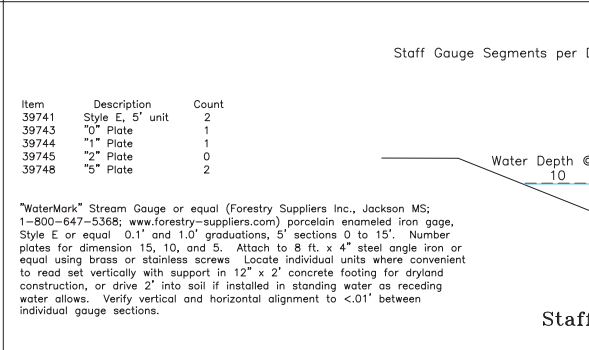 Staff Gauge Segments per
Item Description Count
39741 Style E, 5' unit 2
39743 "0" Plate 1
39744 "1" Plate 1
39745 "2" Plate 0
39748 "5" Plate 2
Water Depth @
10
"WaterMark" Stream Gauge or equal (Forestry Suppliers Inc., Jackson MS;
1-800-647-5368; www.forestry-suppliers.com) porcelain enameled iron gage,
Style E or equal 0.1' and 1.0' graduations, 5' sections 0 to 15'. Number
plates for dimension 15, 10, and 5. Attach to 8 ft. x 4" steel angle iron or
equal using brass or stainless screws Locate individual units where convenient
to read set vertically with support in 12" x 2' concrete footing for dryland
construction, or drive 2' into soil if installed in standing water as receding
water allows. Verify vertical and horizontal alignment to <.01' between
individual gauge sections.
Staff